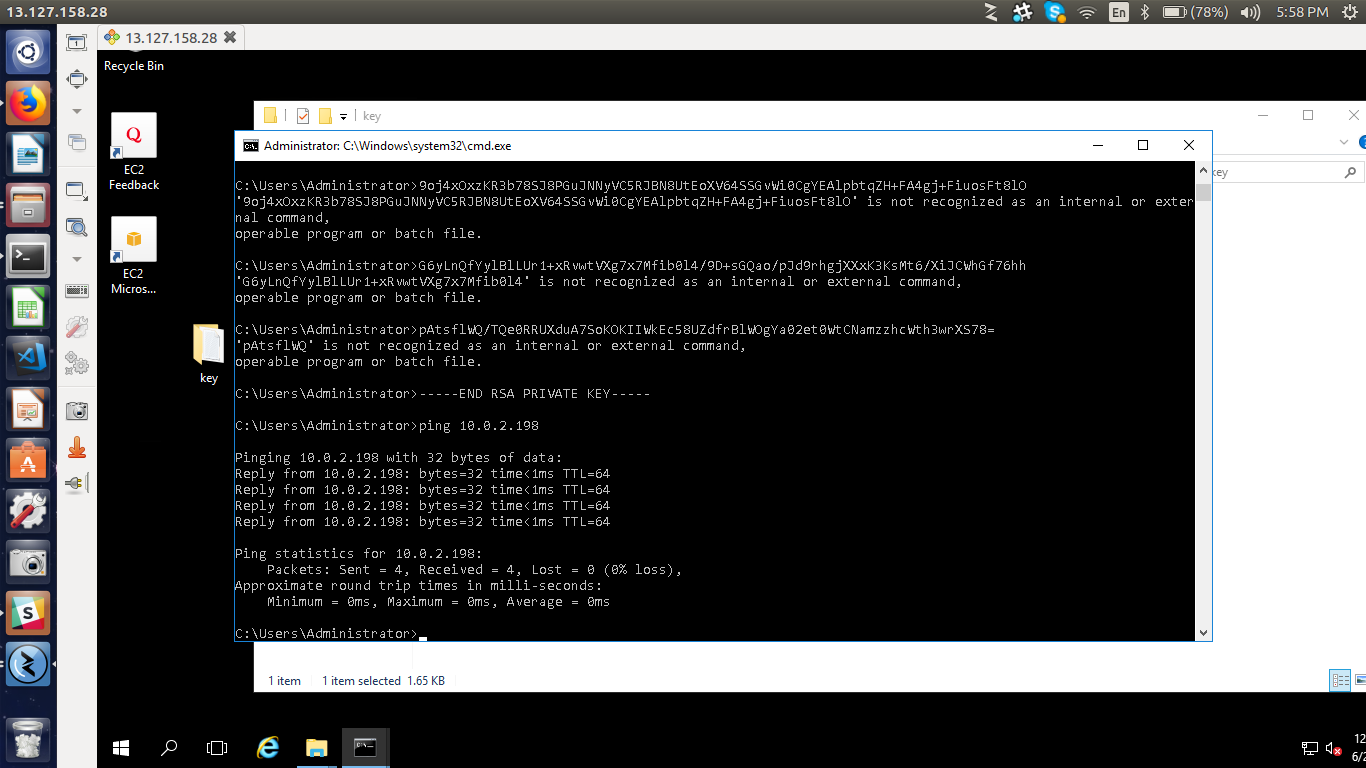 13.127.158.28
En
(78%)
5:58 PM
13.127.158.28
Recycle Bin
EC2
Feedback
EC2
Micros...
key
key
key
Administrator: C:\Windows\system32\cmd.exe
C:\Users\Administrator>9oj4xOxzKR3b78SJ8PGuJNNyVC5RJBN8UtEoXV64SSGvWi0CgYEAlpbtqZH+FA4gj+FiuosFt8lO
'9oj4xOxzKR3b78SJ8PGuJNNyVC5RJBN8UtEoXV64SSGvWi0CgYEAlpbtqZH+FA4gj+FiuosFt8lO' is not recognized as an internal or exter
nal command,
operable program or batch file.
C:\Users\Administrator>G6yLnQfYylBlLUr1+xRvwtVXg7x7Mfib0l4/9D+sGQao/pJd9rhgjXXxK3KsMt6/XiJCWhGf76hh
'G6yLnQfYylBlLUr1+xRvwtVXg7x7Mfib0l4' is not recognized as an internal or external command,
operable program or batch file.
C:\Users\Administrator>pAtsflWQ/TQe0RRUXduA7SoKOKIIWkEc58UZdfrBlWOgYa02et0WtCNamzzhcWth3wrXS78=
'pAtsflWQ' is not recognized as an internal or external command,
operable program or batch file.
C:\Users\Administrator>-----END RSA PRIVATE KEY-----
C:\Users\Administrator>ping 10.0.2.198
Pinging 10.0.2.198 with 32 bytes of data:
Reply from 10.0.2.198: bytes=32 time<1ms TTL=64
Reply from 10.0.2.198: bytes=32 time<1ms TTL=64
Reply from 10.0.2.198: bytes=32 time<1ms TTL=64
Reply from 10.0.2.198: bytes=32 time<1ms TTL=64
Ping statistics for 10.0.2.198:
Packets: Sent = 4, Received = 4, Lost = 0 (0% loss),
Approximate round trip times in milli-seconds:
Minimum = 0ms, Maximum = 0ms, Average = 0ms
C:\Users\Administrator>
1 item
1 item selected 1.65 KB
12
6/2